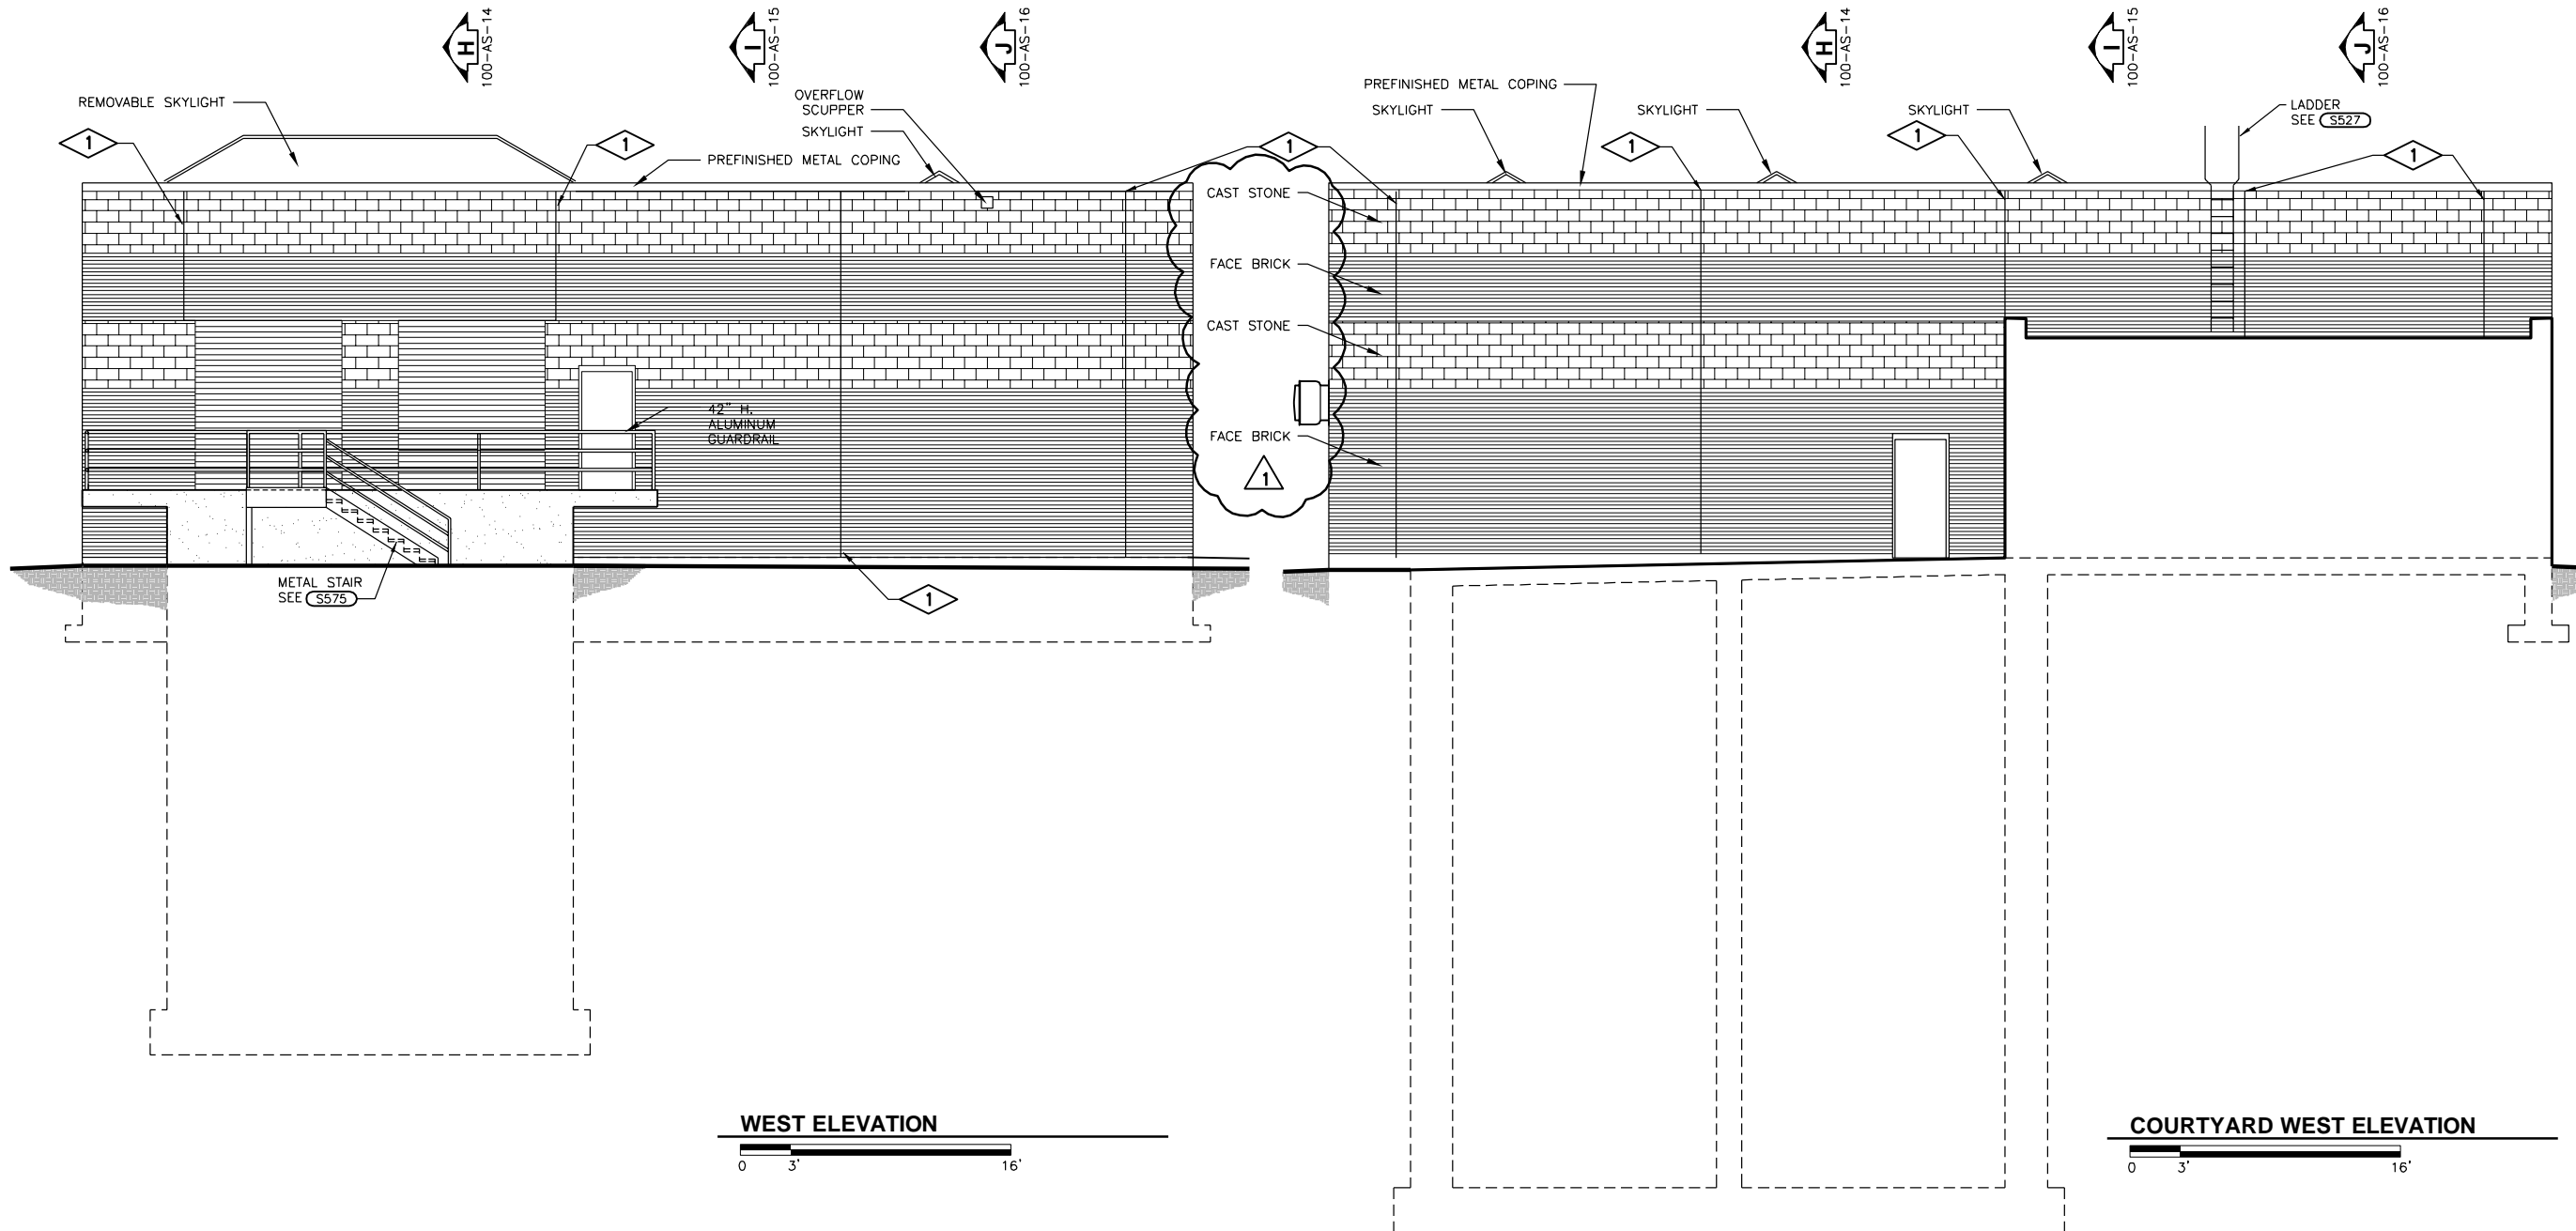 H
100-AS-14
I
100-AS-15
J
100-AS-16
H
100-AS-14
I
100-AS-15
J
100-AS-16
REMOVABLE SKYLIGHT
1
OVERFLOW
SCUPPER
SKYLIGHT
1
PREFINISHED METAL COPING
1
PREFINISHED METAL COPING
SKYLIGHT
SKYLIGHT
1
SKYLIGHT
1
LADDER
SEE S527
1
CAST STONE
FACE BRICK
CAST STONE
FACE BRICK
1
42" H.
ALUMINUM
GUARDRAIL
METAL STAIR
SEE S575
1
WEST ELEVATION
0 3' 16'
COURTYARD WEST ELEVATION
0 3' 16'